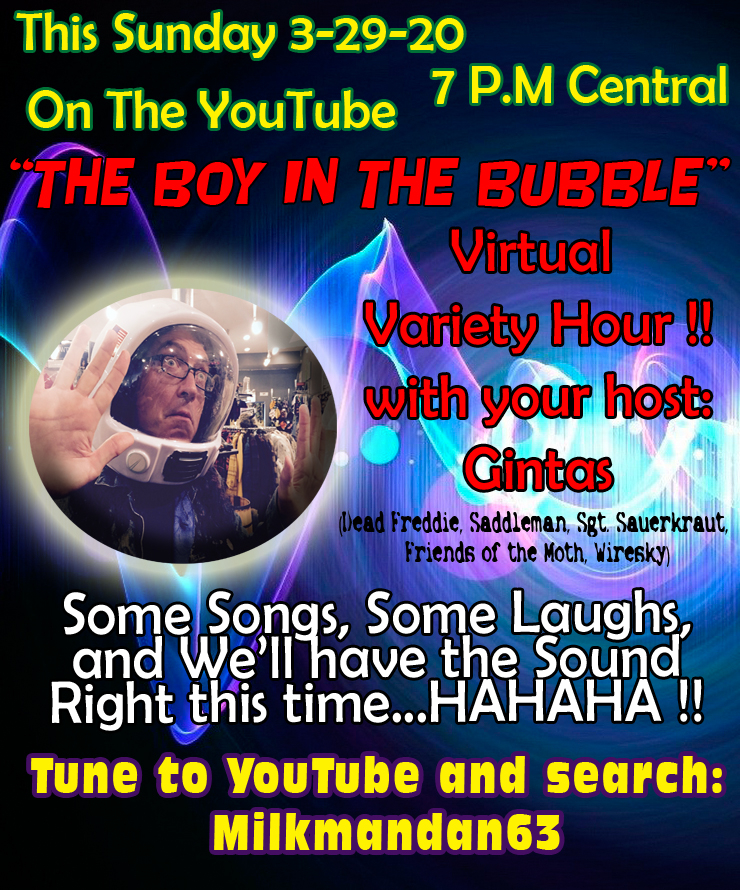 This Sunday 3-29-20
7 P.M Central
On The YouTube
"THE BOY IN THE BUBBLE"
Virtual
Variety Hour !!
with your host:
Gintas
(Dead Freddie, Saddleman, Sgt. Sauerkraut,
Friends of the Moth, Wiresky)
Some Songs, Some Laughs,
and We'll have the Sound
Right this time...HAHAHA !!
Tune to YouTube and search:
Milkmandan63